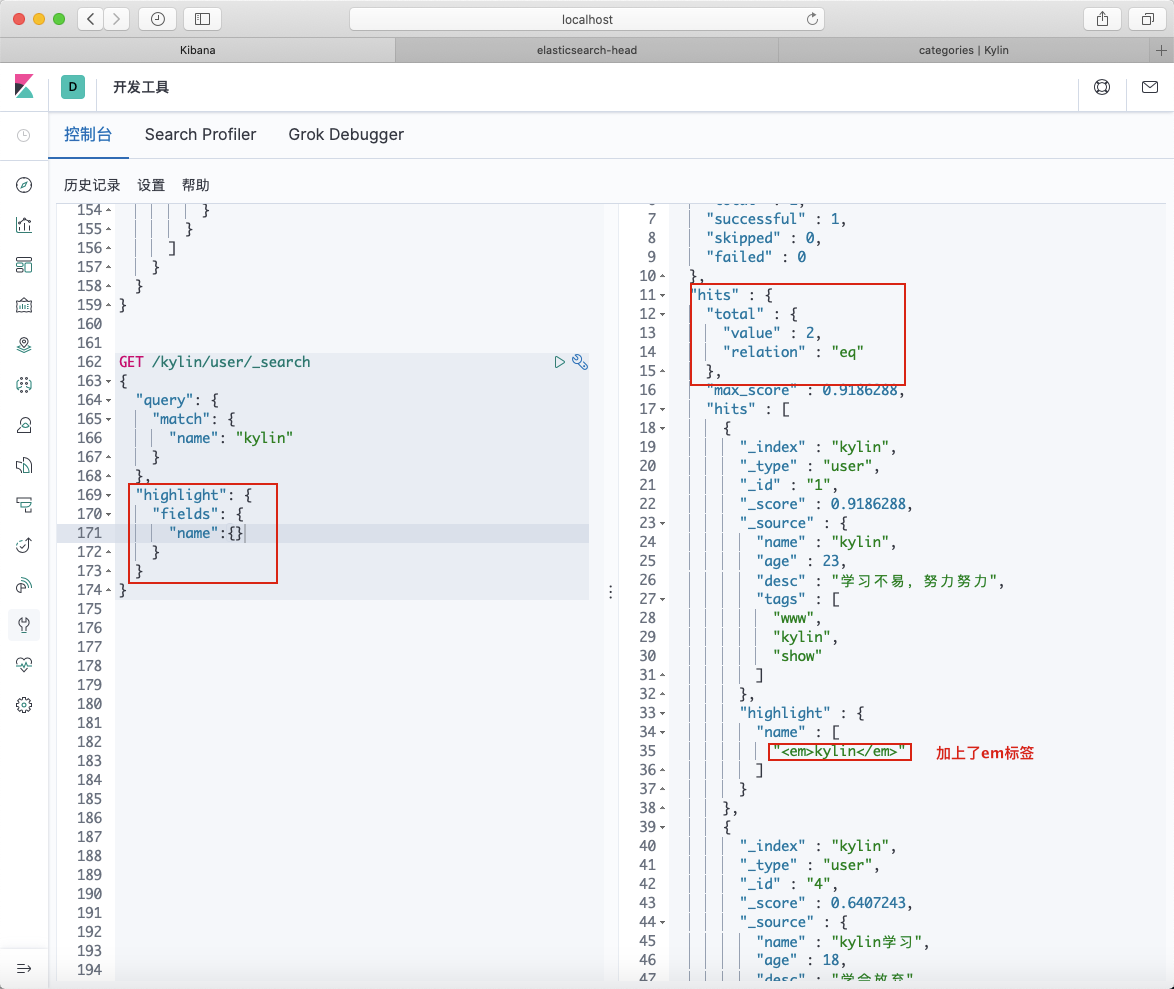 localhost
Kibana
elasticsearch-head
categories | Kylin
D
开发工具
控制台
Search Profiler
Grok Debugger
历史记录 设置 帮助
154 }
155 }
156 ]
157 }
158 }
159 }
160
161
162 GET /kylin/user/_search
163 {
164 "query": {
165 "match": {
166 "name": "kylin"
167 }
168 },
169 "highlight": {
170 "fields": {
171 "name":{}
172 }
173 }
174 }
175
176
177
178
179
180
181
182
183
184
185
186
187
188
189
190
191
192
193
194
7 "successful" : 1,
8 "skipped" : 0,
9 "failed" : 0
10 },
11 "hits" : {
12 "total" : {
13 "value" : 2,
14 "relation" : "eq"
15 },
16 "max_score" : 0.9186288,
17 "hits" : [
18 {
19 "_index" : "kylin",
20 "_type" : "user",
21 "_id" : "1",
22 "_score" : 0.9186288,
23 "_source" : {
24 "name" : "kylin",
25 "age" : 23,
26 "desc" : "学习不易，努力努力",
27 "tags" : [
28 "www",
29 "kylin",
30 "show"
31 ]
32 },
33 "highlight" : {
34 "name" : [
35 "<em>kylin</em>" 加上了em标签
36 ]
37 }
38 },
39 {
40 "_index" : "kylin",
41 "_type" : "user",
42 "_id" : "4",
43 "_score" : 0.6407243,
44 "_source" : {
45 "name" : "kylin学习",
46 "age" : 18,
47 "desc" : "学会放弃"